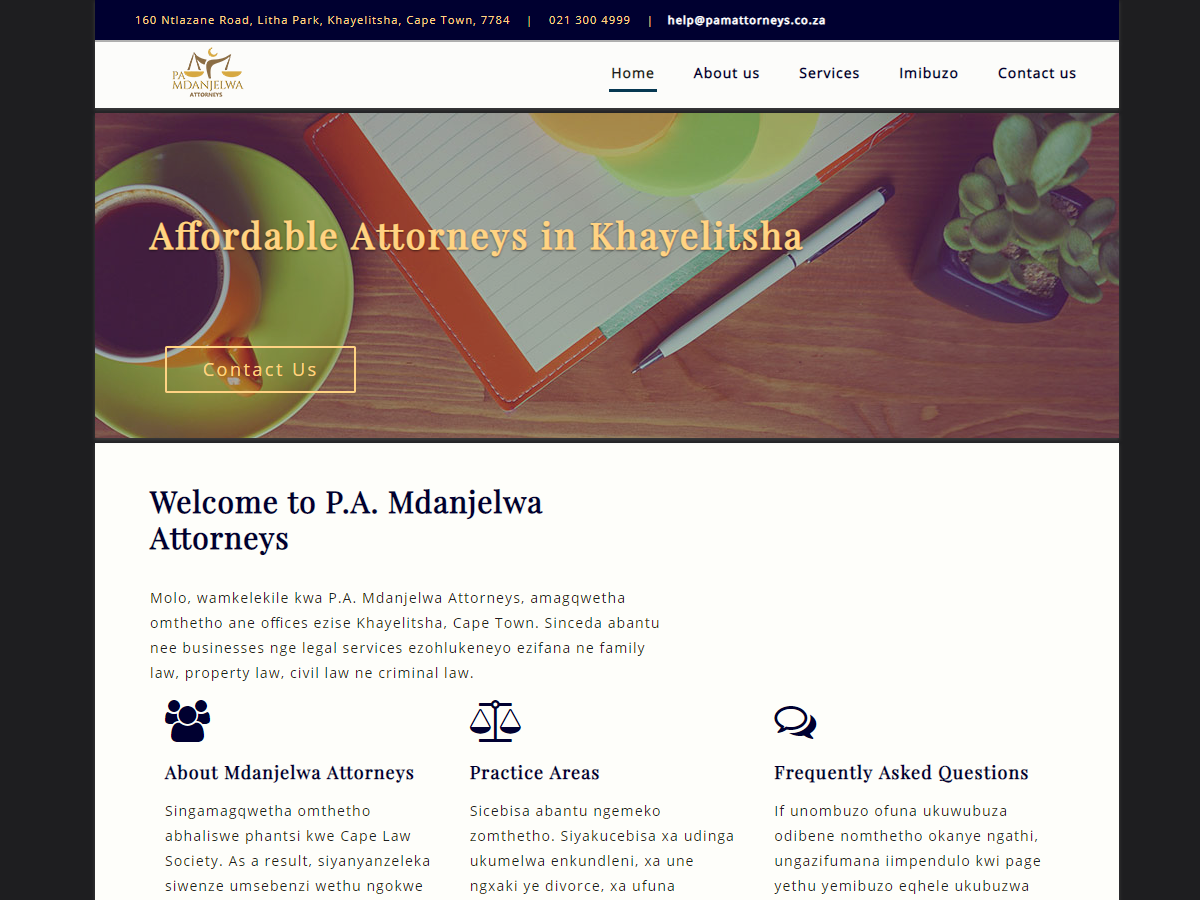 160 Ntlazane Road, Litha Park, Khayelitsha, Cape Town, 7784 | 021 300 4999 | help@pamattorneys.co.za
PA
MDANJELWA
ATTORNEYS
Home About us Services Imibuzo Contact us
Affordable Attorneys in Khayelitsha
Contact Us
Welcome to P.A. Mdanjelwa
Attorneys
Molo, wamkelekile kwa P.A. Mdanjelwa Attorneys, amagqwetha
omthetho ane offices ezise Khayelitsha, Cape Town. Sinceda abantu
nee businesses nge legal services ezohlukeneyo ezifana ne family
law, property law, civil law ne criminal law.
About Mdanjelwa Attorneys
Singamagqwetha omthetho
abhaliswe phantsi kwe Cape Law
Society. As a result, siyanyanzeleka
siwenze umsebenzi wethu ngokwe
Practice Areas
Sicebisa abantu ngemeko
zomthetho. Siyakucebisa xa udinga
ukumelwa enkundleni, xa une
ngxaki ye divorce, xa ufuna
Frequently Asked Questions
If unombuzo ofuna ukuwubuza
odibene nomthetho okanye ngathi,
ungazifumana iimpendulo kwi page
yethu yemibuzo eqhele ukubuzwa